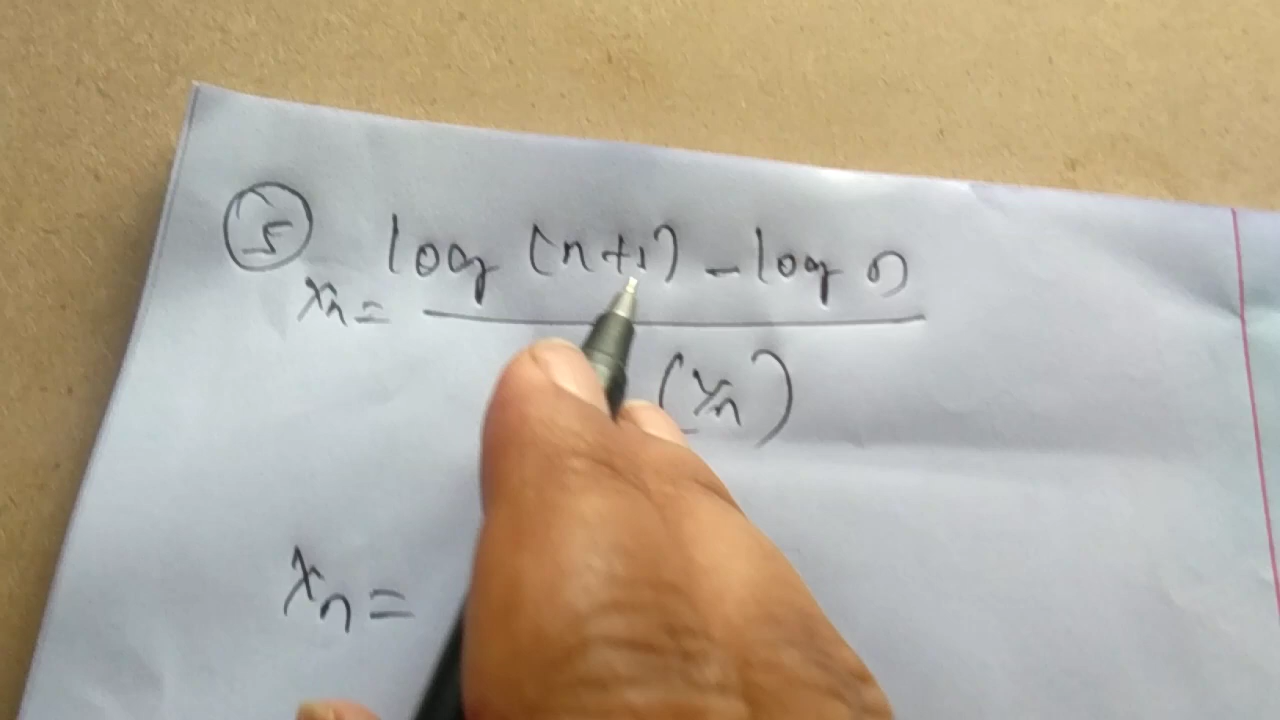 ⑤ xₙ = log (n+1) - log n
(1/n)
xₙ =